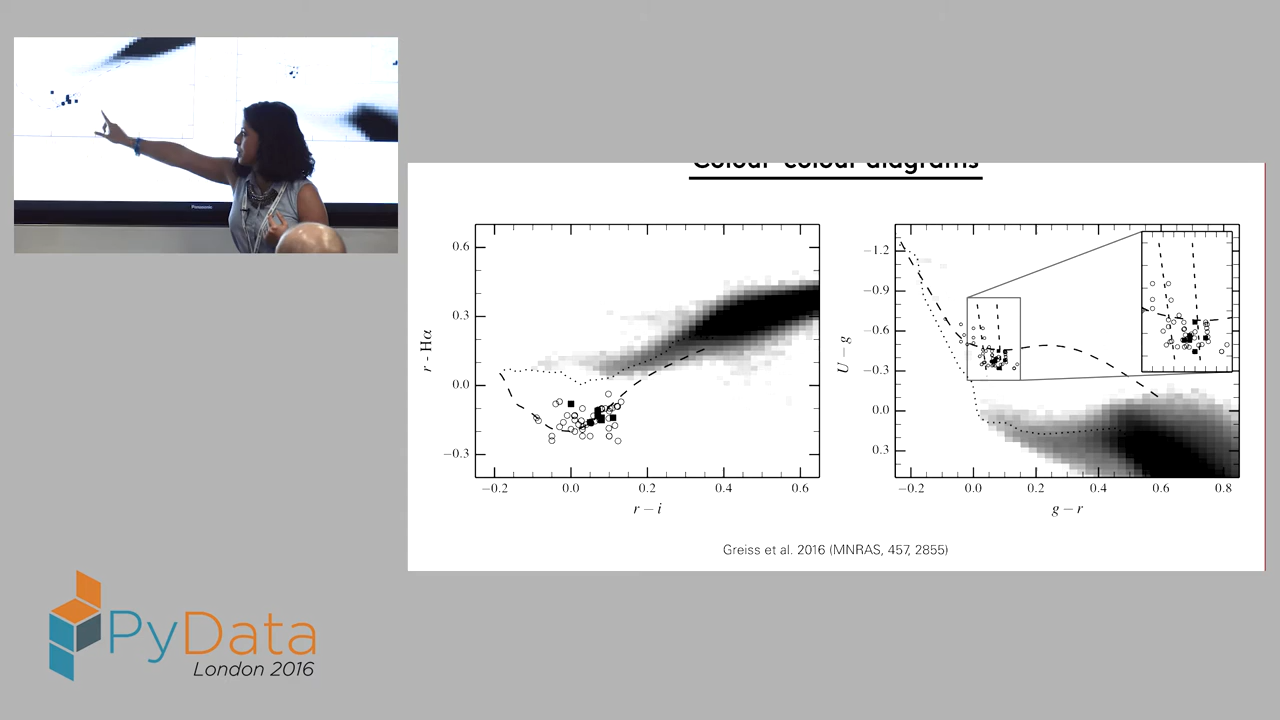 Panasonic
Colour-colour diagrams
0.6
0.3
0.0
−0.3
r - Hα
−0.2 0.0 0.2 0.4 0.6
r − i
−1.2
−0.9
−0.6
−0.3
0.0
0.3
U − g
−0.2 0.0 0.2 0.4 0.6 0.8
g − r
Greiss et al. 2016 (MNRAS, 457, 2855)
PyData
London 2016